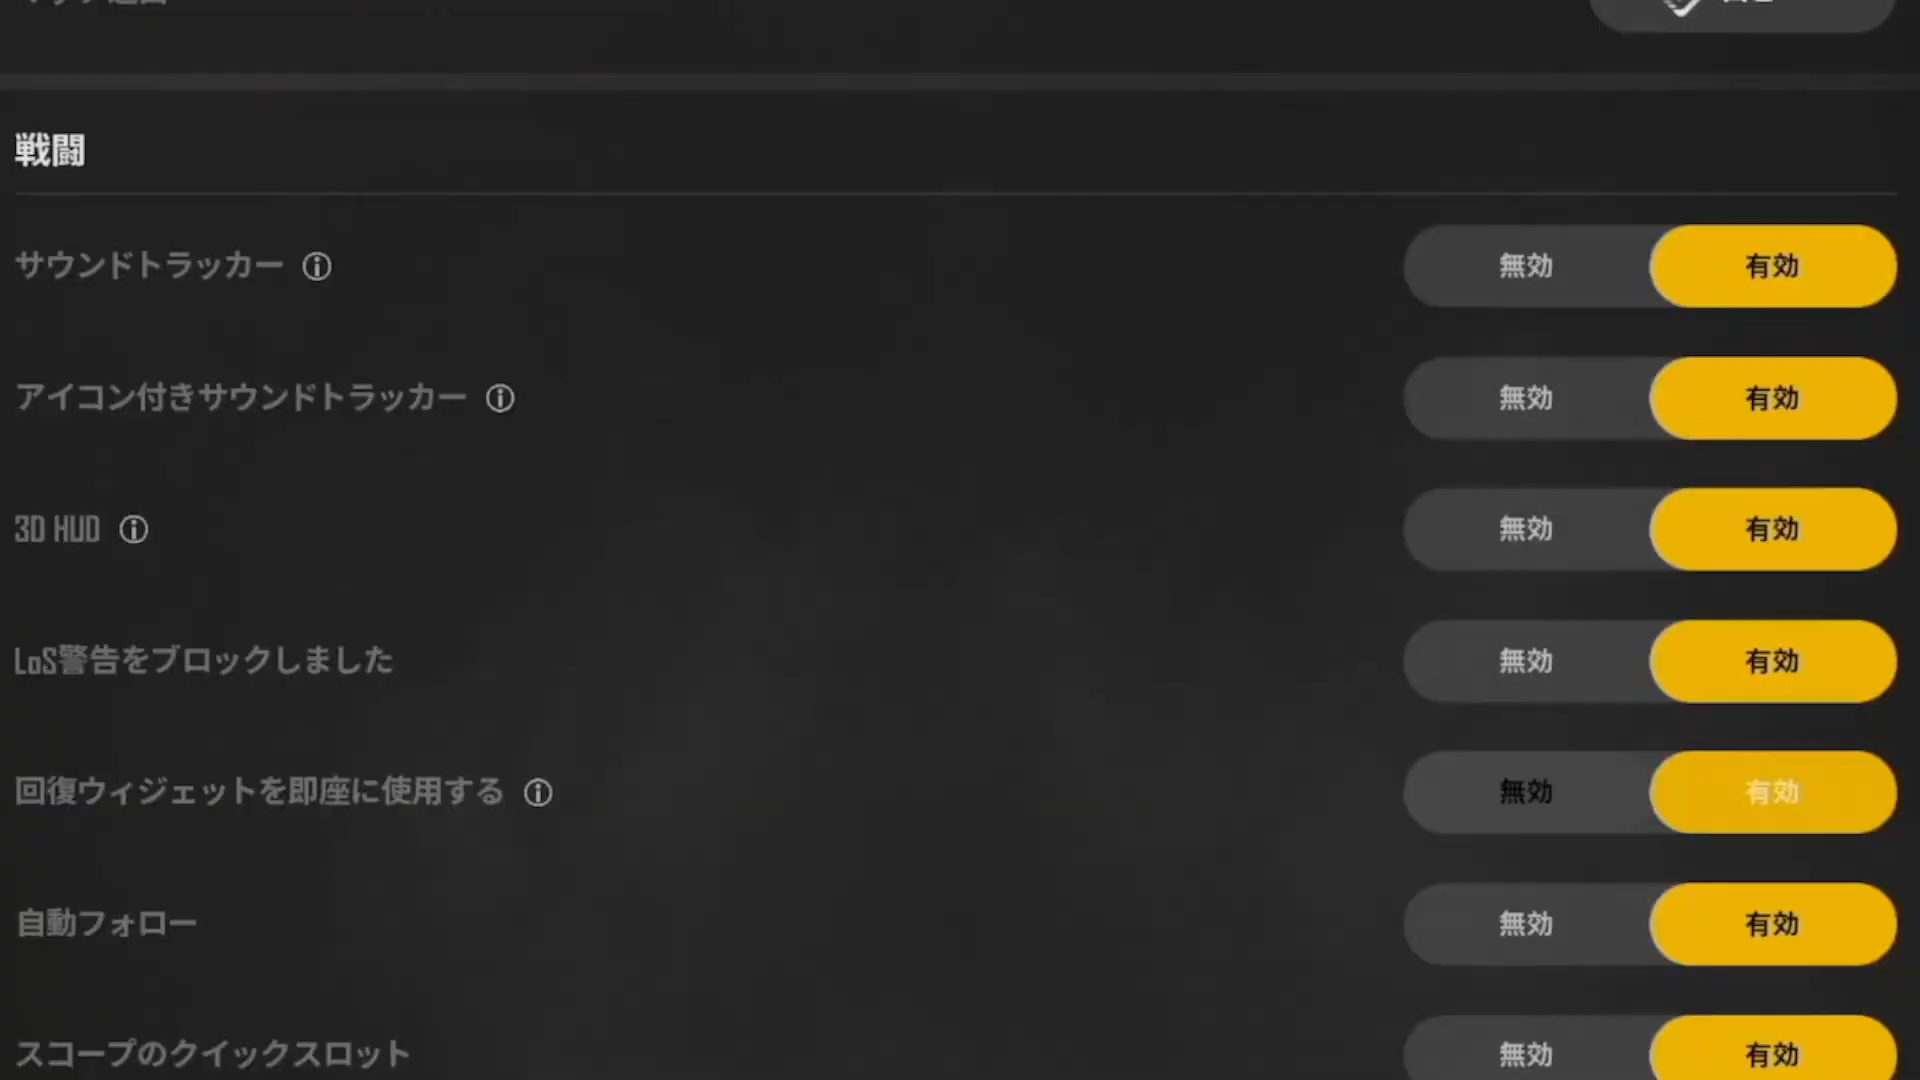 戦闘
サウンドトラッカー
無効 有効
アイコン付きサウンドトラッカー
無効 有効
3D HUD
無効 有効
LoS警告をブロックしました
無効 有効
回復ウィジェットを即座に使用する
無効 有効
自動フォロー
無効 有効
スコープのクイックスロット
無効 有効